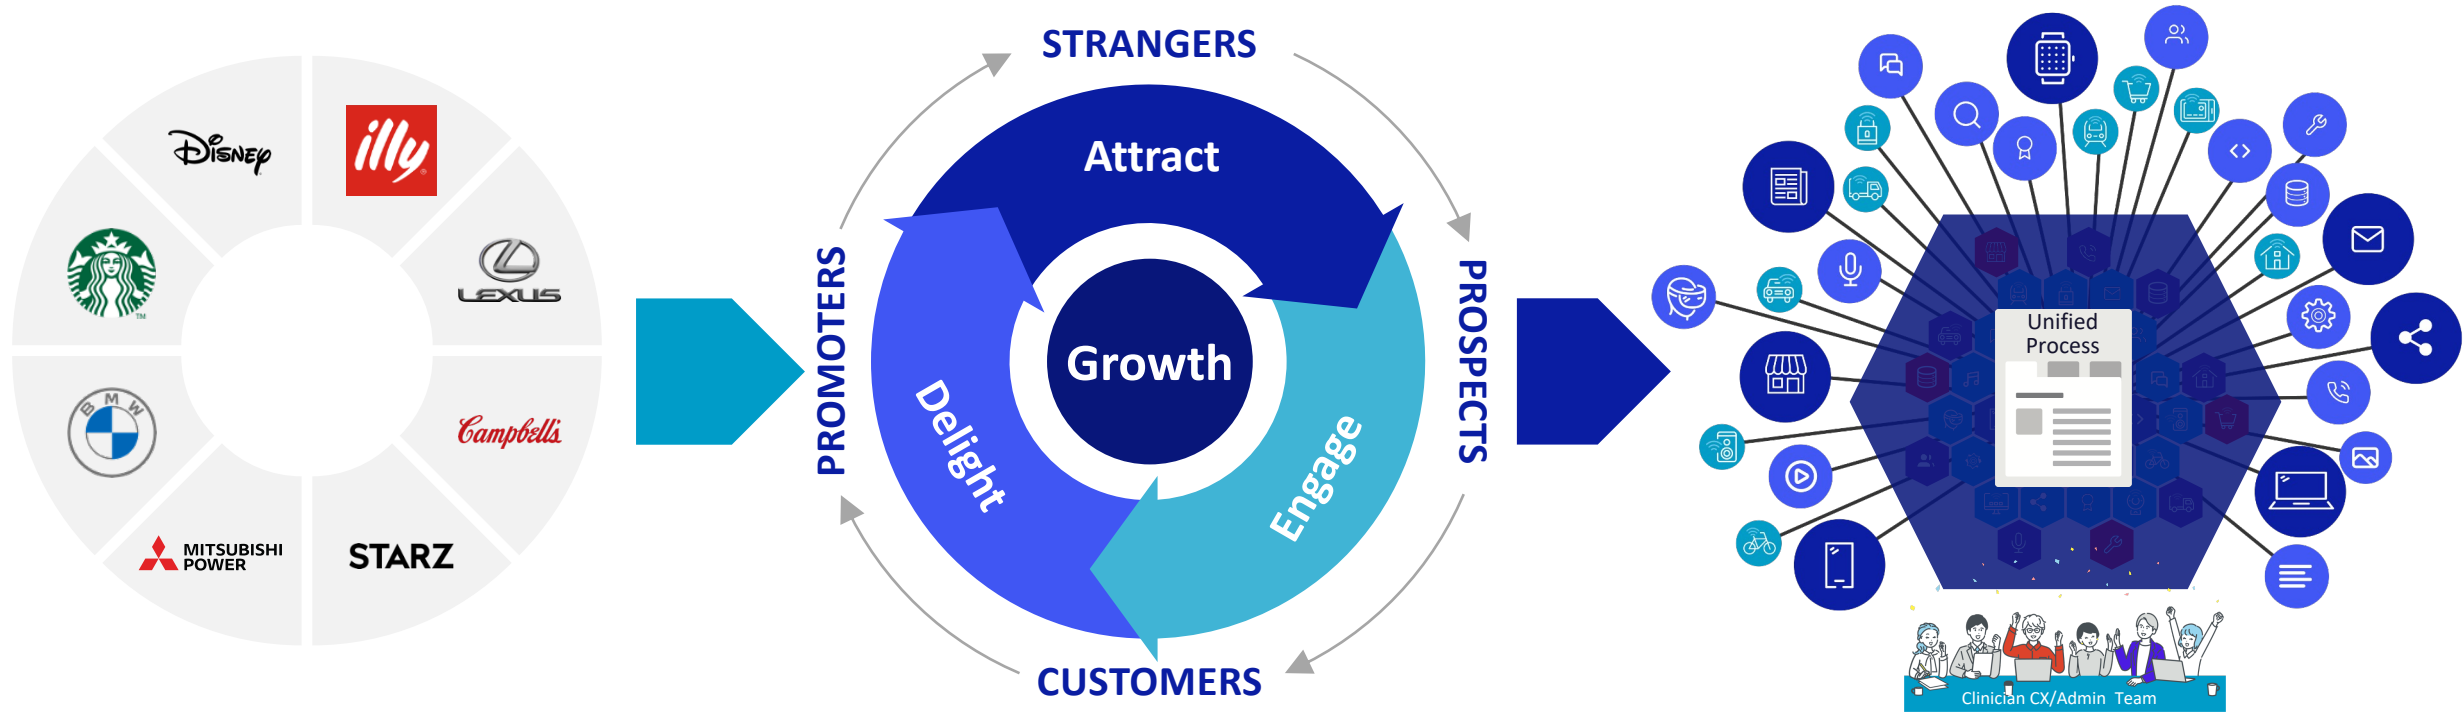 Disney
illy
LEXUS
Campbell's
STARZ
MITSUBISHI
POWER
BMW
TM
STRANGERS
PROSPECTS
CUSTOMERS
PROMOTERS
Attract
Engage
Delight
Growth
Unified
Process
Clinician CX/Admin Team